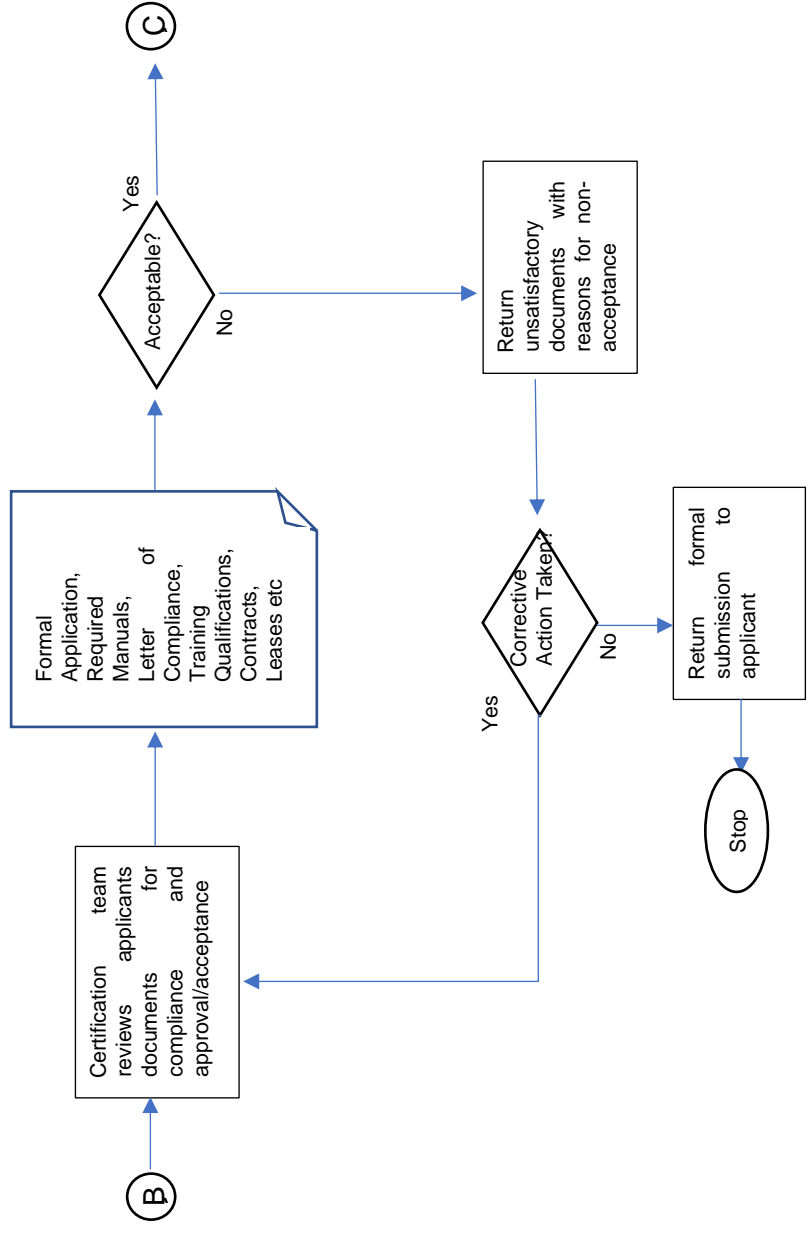 B
Certification team
reviews applicants
documents for
compliance and
approval/acceptance
Formal
Application,
Required
Manuals,
Letter of
Compliance,
Training
Qualifications,
Contracts,
Leases etc
Acceptable?
Yes
C
No
Return
unsatisfactory
documents with
reasons for non-
acceptance
Corrective
Action Taken?
Yes
No
Return formal
submission to
applicant
Stop